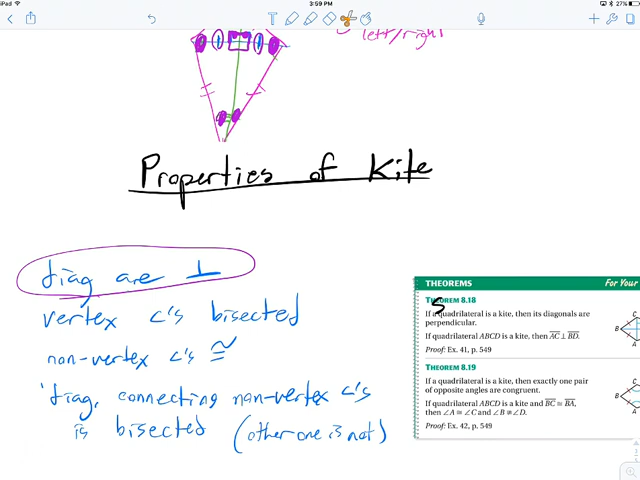 iPad
3:59 PM
27%
left/right
Properties of Kite
diag are ⊥
vertex ∠'s bisected
non-vertex ∠'s ≅
diag, connecting non-vertex ∠'s
is bisected (other one is not)
THEOREMS For Your
THEOREM 8.18
5
If a quadrilateral is a kite, then its diagonals are
perpendicular.
If quadrilateral ABCD is a kite, then AC ⊥ BD.
Proof: Ex. 41, p. 549
C
B
A
THEOREM 8.19
If a quadrilateral is a kite, then exactly one pair
of opposite angles are congruent.
If quadrilateral ABCD is a kite and BC ≅ BA,
then ∠A ≅ ∠C and ∠B ≇ ∠D.
Proof: Ex. 42, p. 549
C
B
A